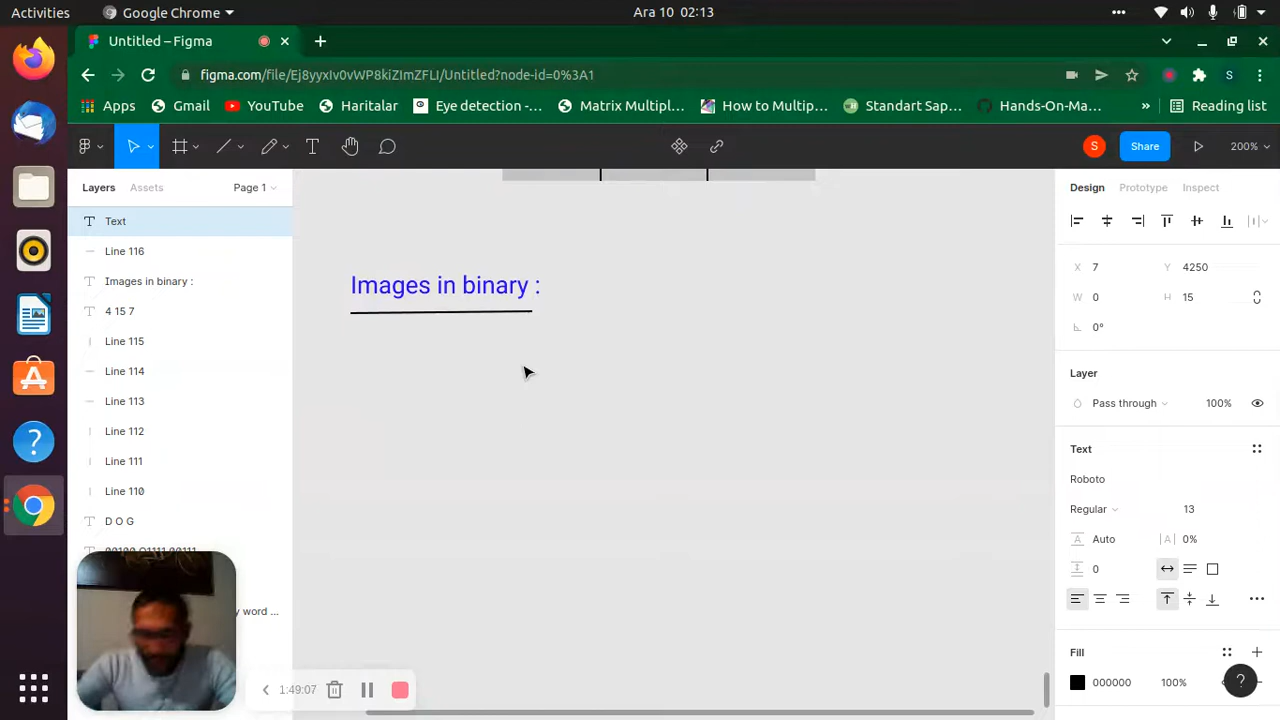 Activities
Google Chrome
Ara 10 02:13
Untitled – Figma
figma.com/file/Ej8yyxIv0vWP8kiZImZFLI/Untitled?node-id=0%3A1
S
Apps
Gmail
YouTube
Haritalar
Eye detection -...
Matrix Multipl...
How to Multip...
Standart Sap...
Hands-On-Ma...
»
Reading list
S
Share
200%
Layers
Assets
Page 1
Design
Prototype
Inspect
Text
Line 116
Images in binary :
4 15 7
Line 115
Line 114
Line 113
Line 112
Line 111
Line 110
D O G
y word ...
Images in binary :
X 7
Y 4250
W 0
H 15
0°
Layer
Pass through
100%
Text
Roboto
Regular
13
Auto
0%
0
Fill
000000
100%
?
1:49:07